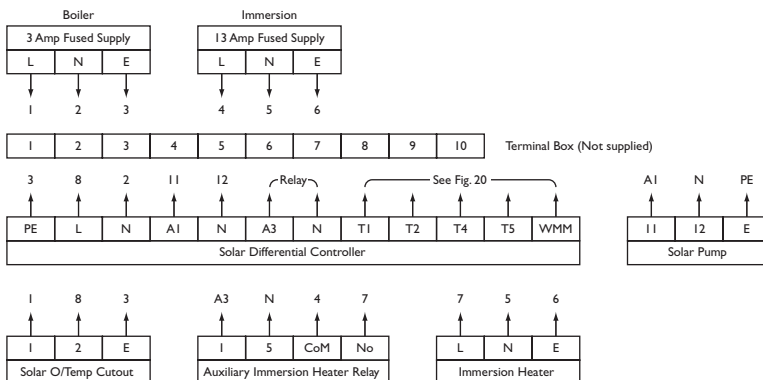 Boiler Immersion
3 Amp Fused Supply 13 Amp Fused Supply
L N E L N E
1 2 3 4 5 6
1 2 3 4 5 6 7 8 9 10 Terminal Box (Not supplied)
3 8 2 11 12 Relay See Fig. 20 A1 N PE
PE L N A1 N A3 N T1 T2 T4 T5 WMM 11 12 E
Solar Differential Controller Solar Pump
1 8 3 A3 N 4 7 7 5 6
1 2 E 1 5 CoM No L N E
Solar O/Temp Cutout Auxiliary Immersion Heater Relay Immersion Heater